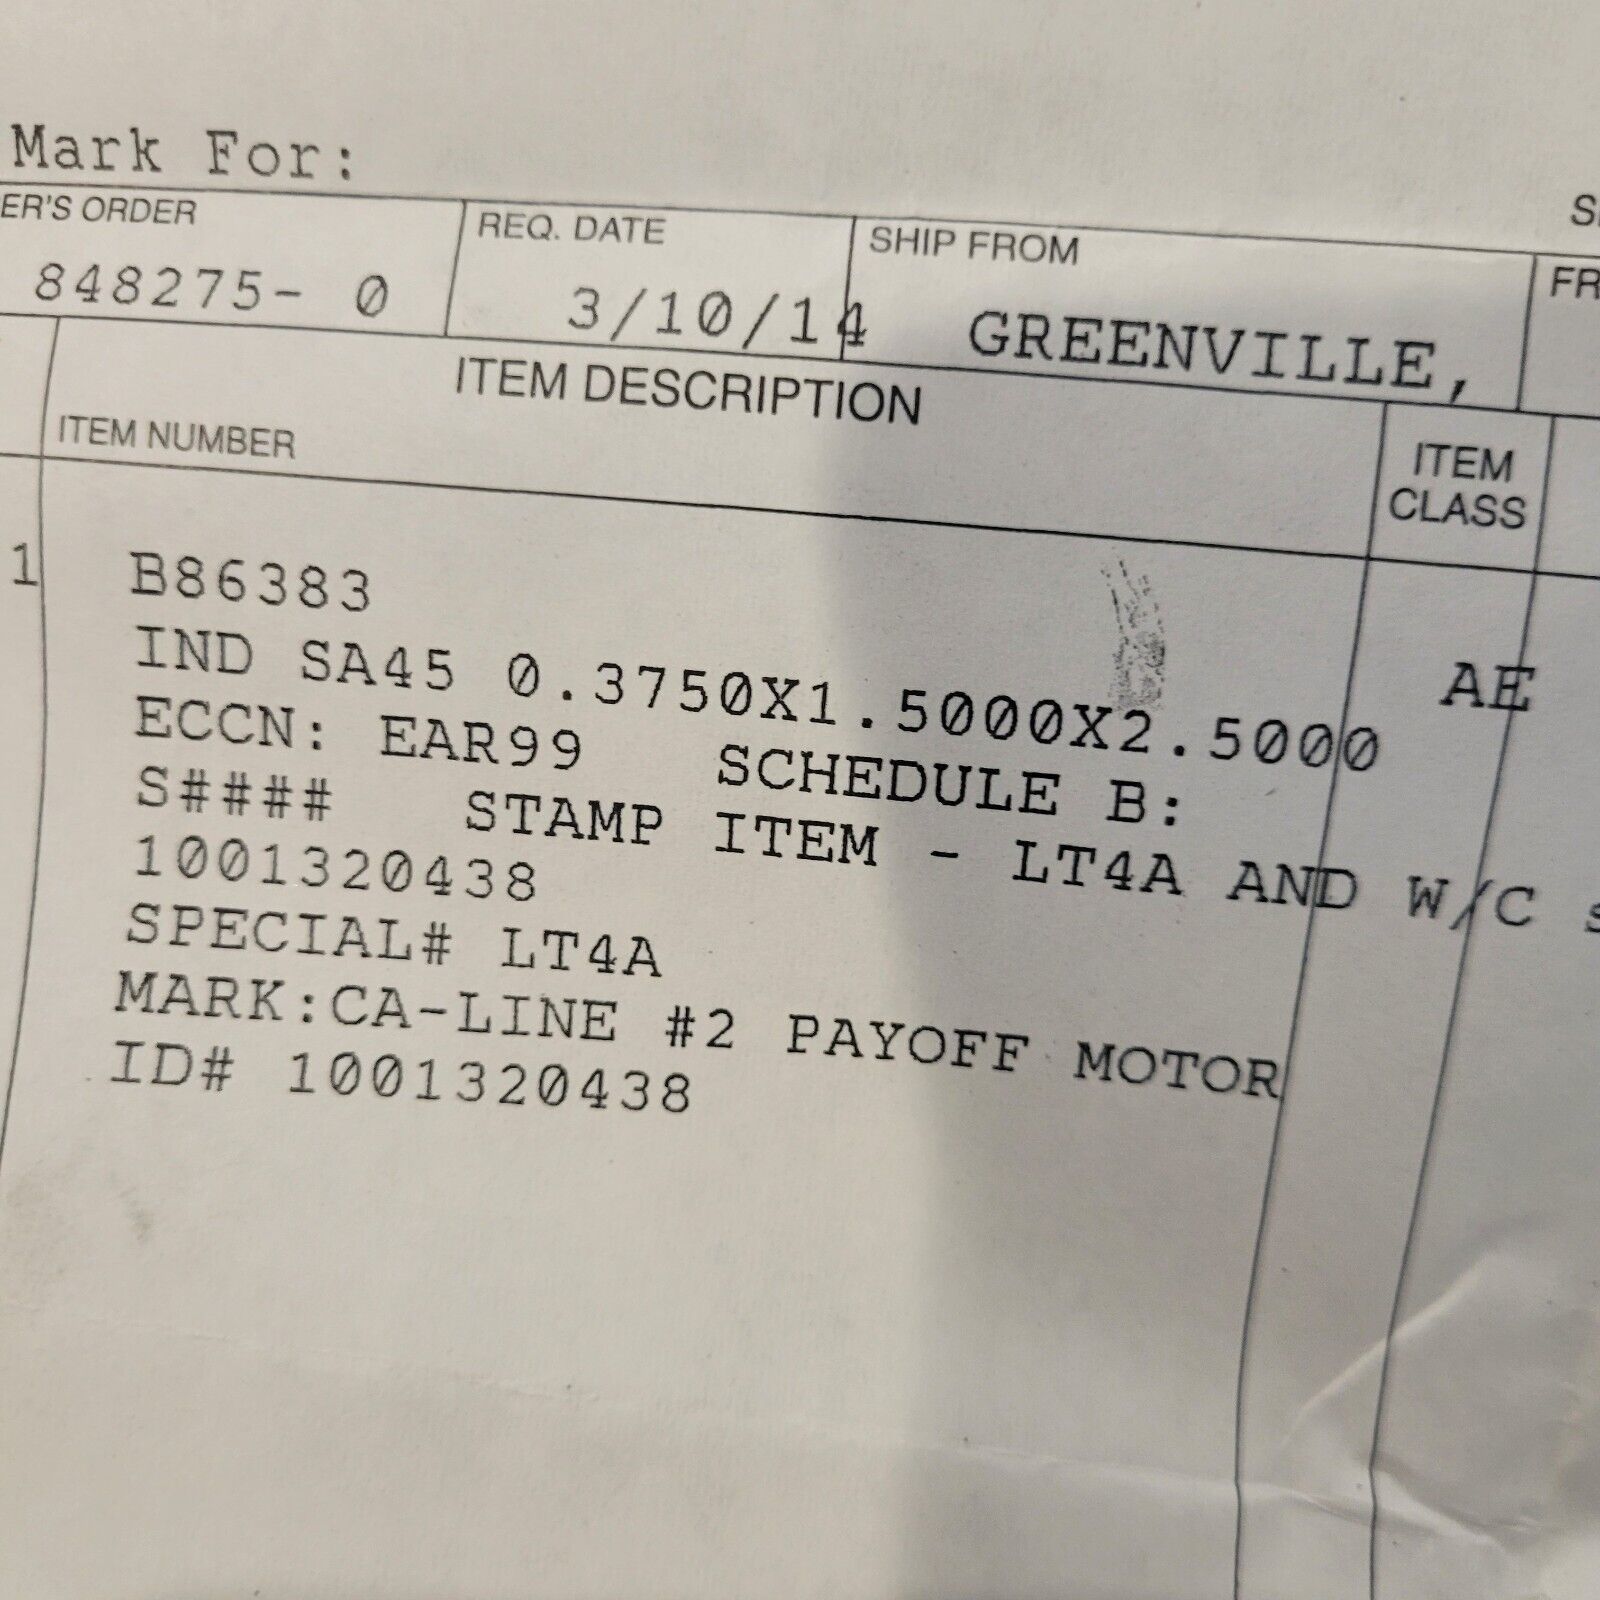 Mark For:
ER'S ORDER REQ. DATE SHIP FROM FR
848275- 0 3/10/14 GREENVILLE,
ITEM DESCRIPTION
ITEM NUMBER ITEM CLASS
1 B86383
IND SA45 0.3750X1.5000X2.5000 AE
ECCN: EAR99 SCHEDULE B:
S#### STAMP ITEM - LT4A AND W/C
1001320438
SPECIAL# LT4A
MARK:CA-LINE #2 PAYOFF MOTOR
ID# 1001320438